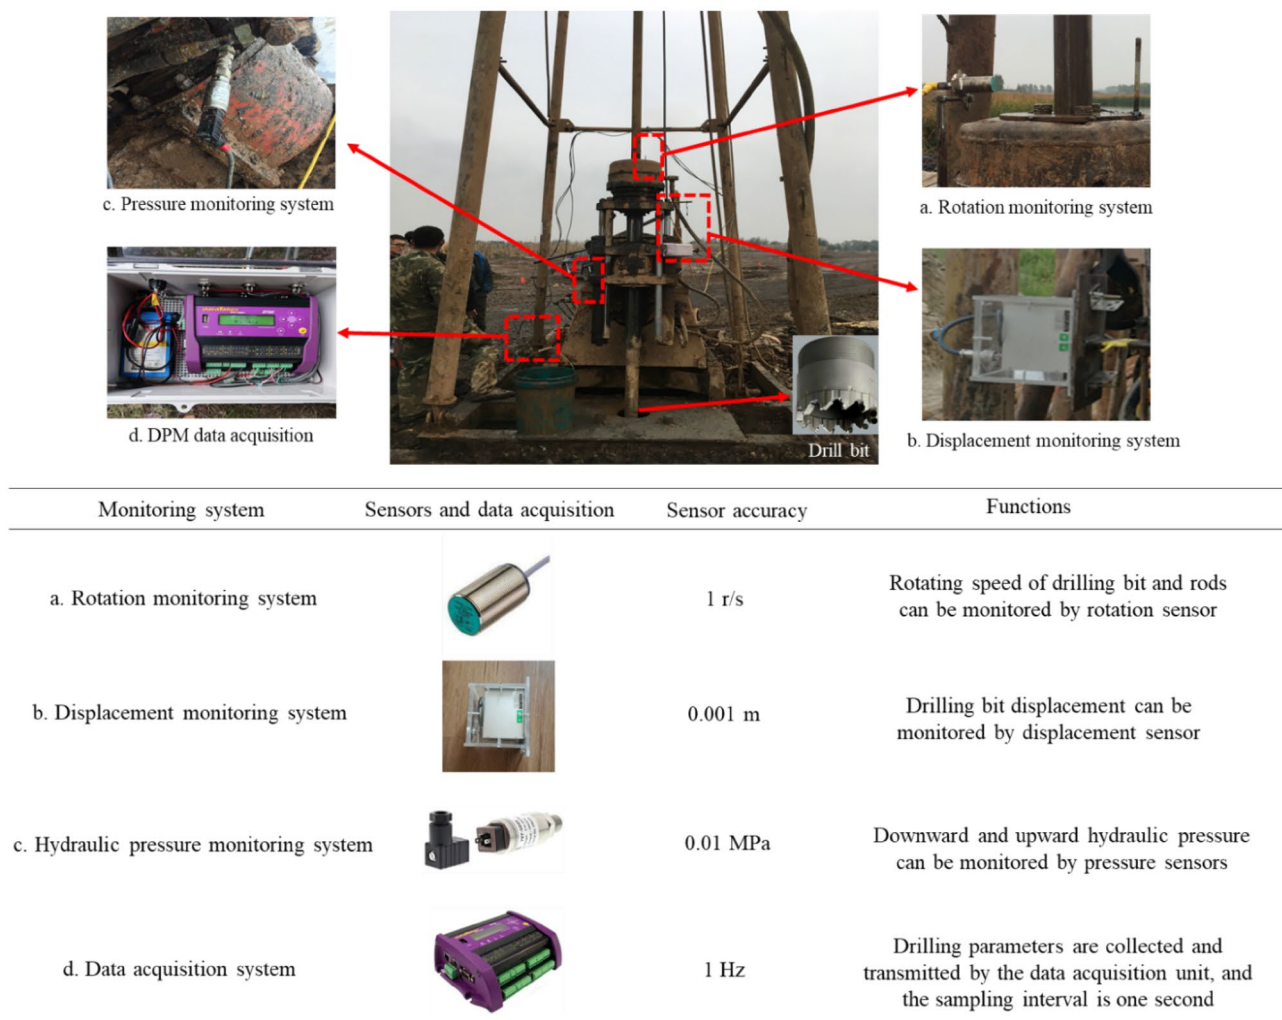 c. Pressure monitoring system
a. Rotation monitoring system
d. DPM data acquisition
Drill bit
b. Displacement monitoring system
Monitoring system
Sensors and data acquisition
Sensor accuracy
Functions
a. Rotation monitoring system
1 r/s
Rotating speed of drilling bit and rods
can be monitored by rotation sensor
b. Displacement monitoring system
0.001 m
Drilling bit displacement can be
monitored by displacement sensor
c. Hydraulic pressure monitoring system
0.01 MPa
Downward and upward hydraulic pressure
can be monitored by pressure sensors
d. Data acquisition system
1 Hz
Drilling parameters are collected and
transmitted by the data acquisition unit, and
the sampling interval is one second